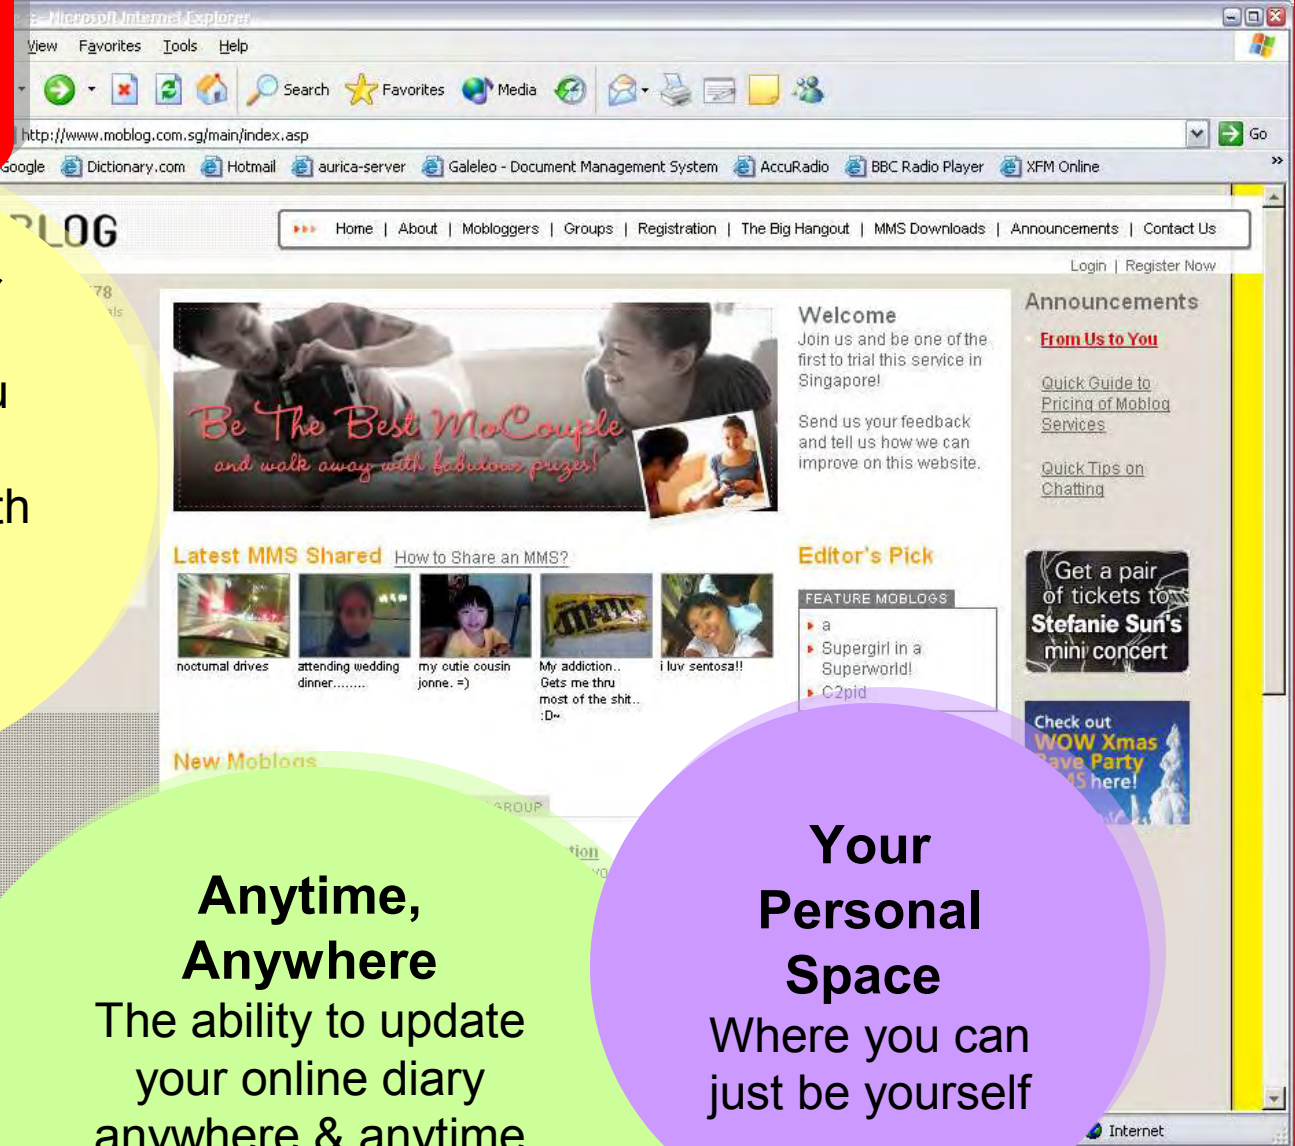 Microsoft Internet Explorer
View Favorites Tools Help
Search Favorites Media
http://www.moblog.com.sg/main/index.asp
Go
Google Dictionary.com Hotmail aurica-server Galeleo - Document Management System AccuRadio BBC Radio Player XFM Online
BLOG
Home | About | Mobloggers | Groups | Registration | The Big Hangout | MMS Downloads | Announcements | Contact Us
Login | Register Now
78
Be The Best MoCouple
and walk away with fabulous prizes!
Welcome
Join us and be one of the
first to trial this service in
Singapore!
Send us your feedback
and tell us how we can
improve on this website.
Announcements
From Us to You
Quick Guide to
Pricing of Moblog
Services
Quick Tips on
Chatting
Latest MMS Shared How to Share an MMS?
nocturnal drives
attending wedding
dinner........
my cutie cousin
jonne. =)
My addiction..
Gets me thru
most of the shit..
:D~
i luv sentosa!!
Editor's Pick
FEATURE MOBLOGS
a
Supergirl in a
Superworld!
C2pid
Get a pair
of tickets to
Stefanie Sun's
mini concert
Check out
WOW Xmas
Rave Party
here!
New Moblogs
GROUP
Anytime,
Anywhere
The ability to update
your online diary
anywhere & anytime
Your
Personal
Space
Where you can
just be yourself
Internet